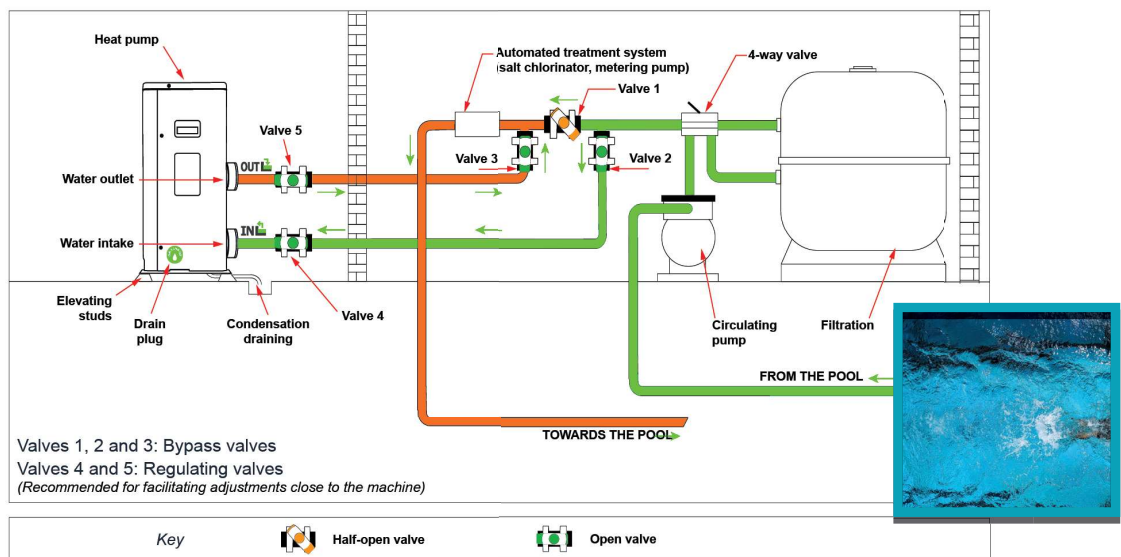 Heat pump
Automated treatment system
(salt chlorinator, metering pump)
4-way valve
Valve 1
Valve 5
Valve 3
Valve 2
OUT
Water outlet
IN
Water intake
Elevating
studs
Drain
plug
Condensation
draining
Valve 4
Circulating
pump
Filtration
FROM THE POOL
TOWARDS THE POOL
Valves 1, 2 and 3: Bypass valves
Valves 4 and 5: Regulating valves
(Recommended for facilitating adjustments close to the machine)
Key
Half-open valve
Open valve